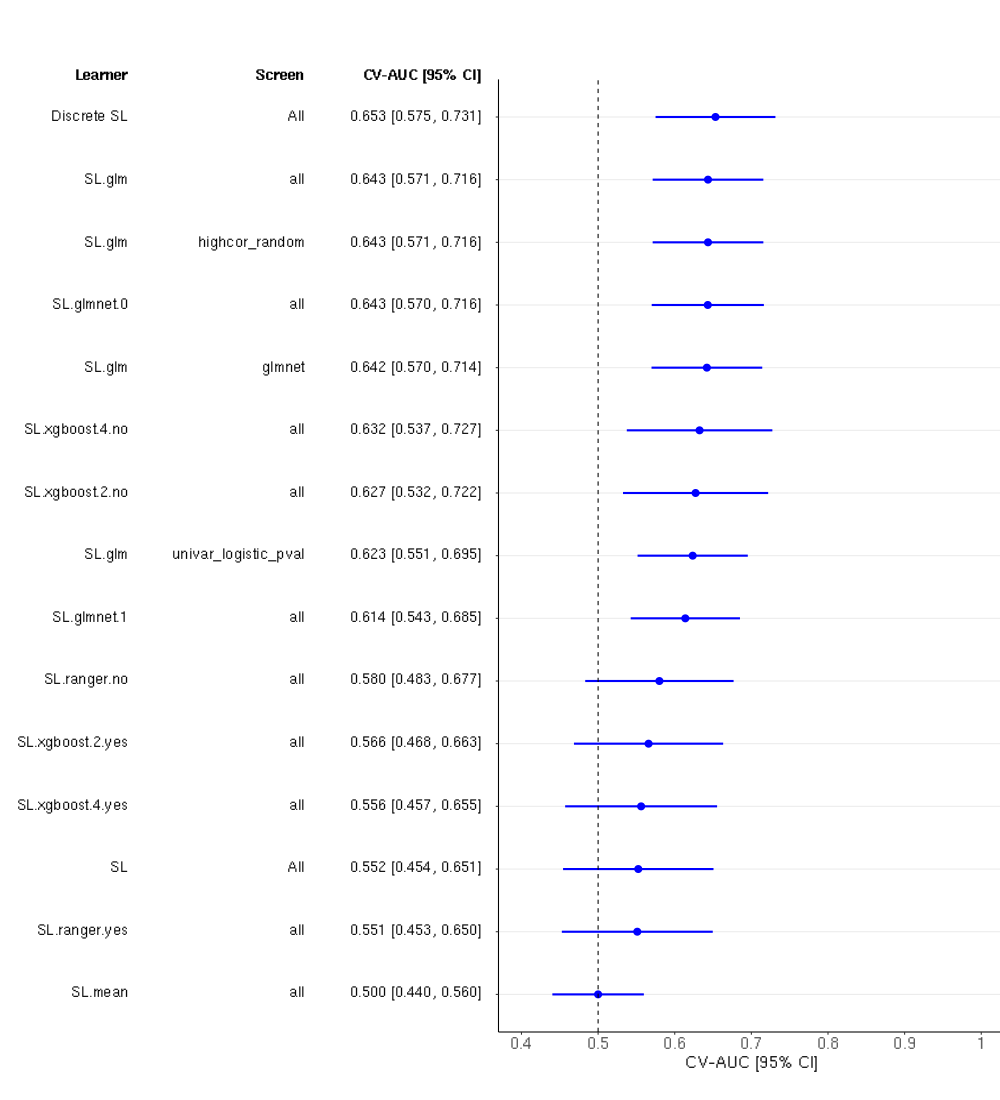 Learner Screen CV-AUC [95% CI]
Discrete SL All 0.653 [0.575, 0.731]
SL.glm all 0.643 [0.571, 0.716]
SL.glm highcor_random 0.643 [0.571, 0.716]
SL.glmnet.0 all 0.643 [0.570, 0.716]
SL.glm glmnet 0.642 [0.570, 0.714]
SL.xgboost.4.no all 0.632 [0.537, 0.727]
SL.xgboost.2.no all 0.627 [0.532, 0.722]
SL.glm univar_logistic_pval 0.623 [0.551, 0.695]
SL.glmnet.1 all 0.614 [0.543, 0.685]
SL.ranger.no all 0.580 [0.483, 0.677]
SL.xgboost.2.yes all 0.566 [0.468, 0.663]
SL.xgboost.4.yes all 0.556 [0.457, 0.655]
SL All 0.552 [0.454, 0.651]
SL.ranger.yes all 0.551 [0.453, 0.650]
SL.mean all 0.500 [0.440, 0.560]
0.4 0.5 0.6 0.7 0.8 0.9 1
CV-AUC [95% CI]